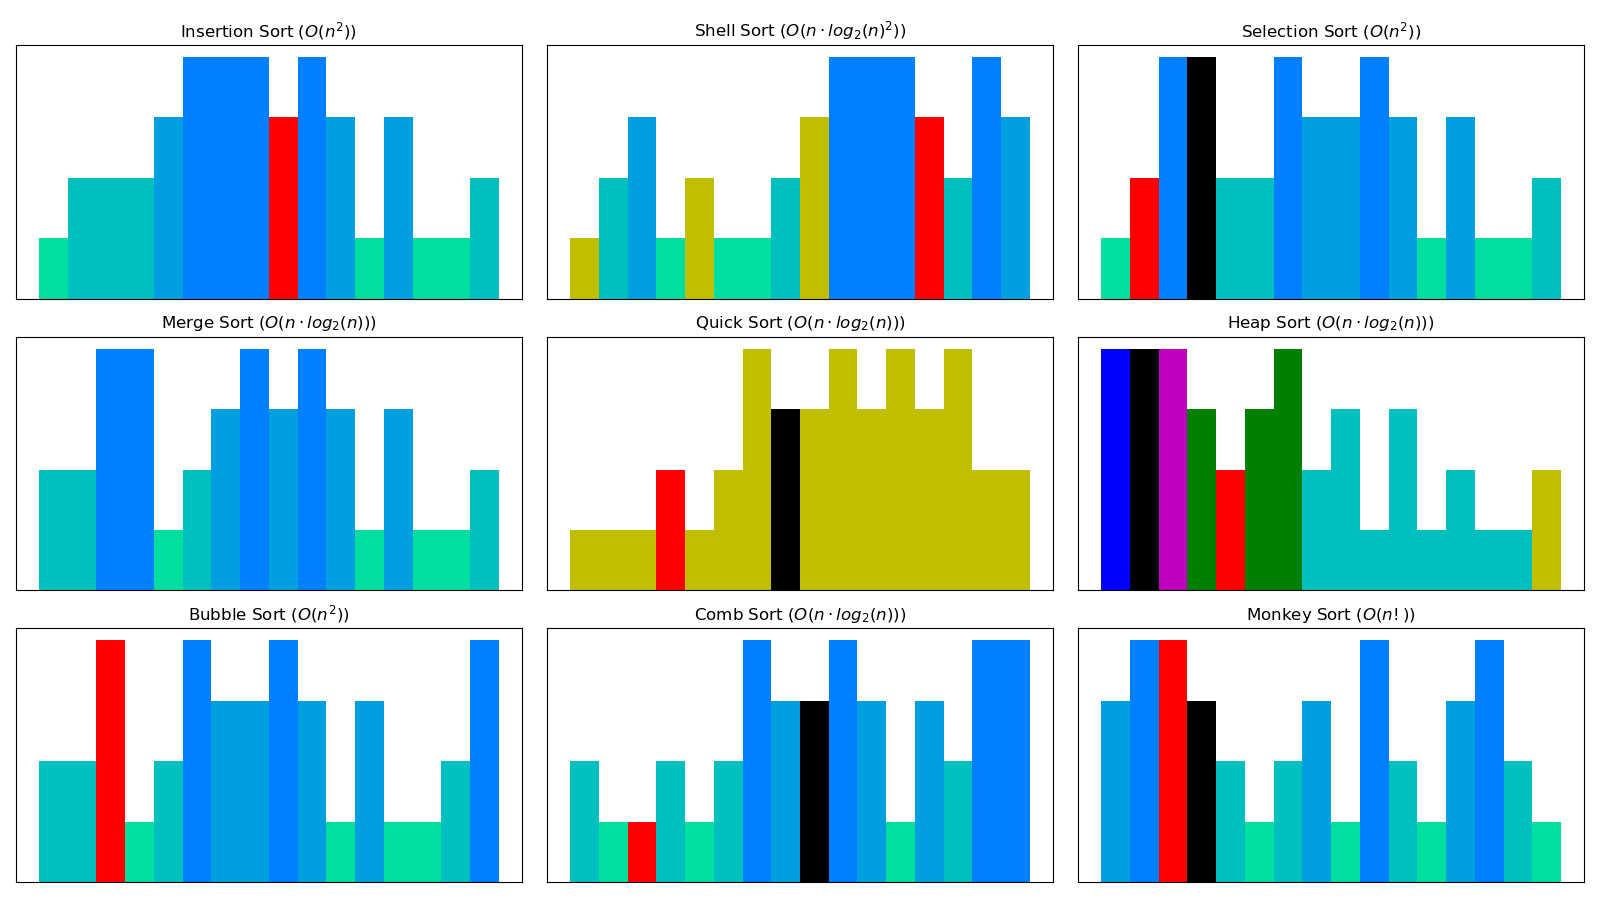 Insertion Sort (O(n²))
Shell Sort (O(n · log₂(n)²))
Selection Sort (O(n²))
Merge Sort (O(n · log₂(n)))
Quick Sort (O(n · log₂(n)))
Heap Sort (O(n · log₂(n)))
Bubble Sort (O(n²))
Comb Sort (O(n · log₂(n)))
Monkey Sort (O(n!))